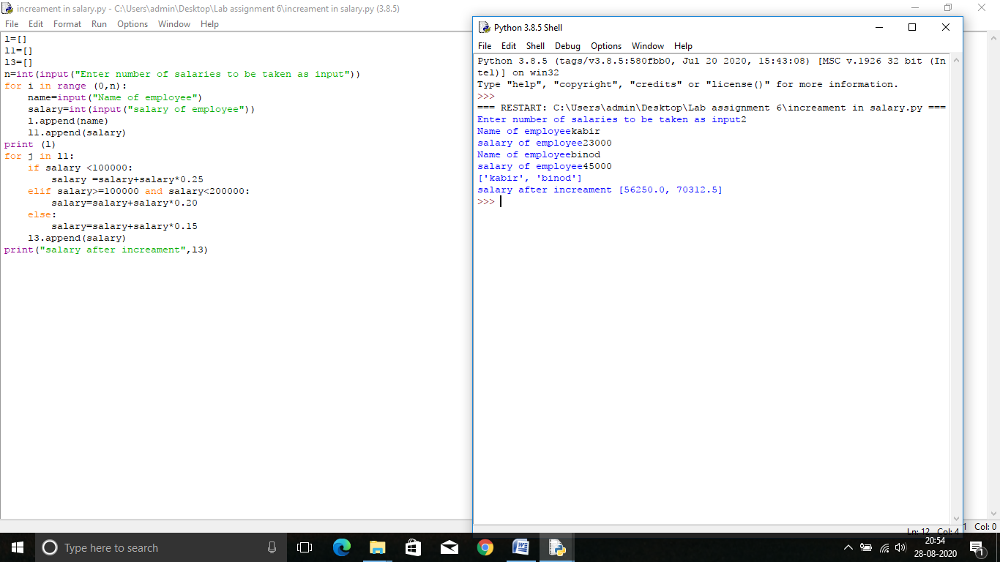 increament in salary.py - C:\Users\admin\Desktop\Lab assignment 6\increament in salary.py (3.8.5)
File Edit Format Run Options Window Help
l=[]
l1=[]
l3=[]
n=int(input("Enter number of salaries to be taken as input"))
for i in range (0,n):
    name=input("Name of employee")
    salary=int(input("salary of employee"))
    l.append(name)
    l1.append(salary)
print (l)
for j in l1:
    if salary <100000:
        salary =salary+salary*0.25
    elif salary>=100000 and salary<200000:
        salary=salary+salary*0.20
    else:
        salary=salary+salary*0.15
    l3.append(salary)
print("salary after increament",l3)
Python 3.8.5 Shell
File Edit Shell Debug Options Window Help
Python 3.8.5 (tags/v3.8.5:580fbb0, Jul 20 2020, 15:43:08) [MSC v.1926 32 bit (In
tel)] on win32
Type "help", "copyright", "credits" or "license()" for more information.
>>>
=== RESTART: C:\Users\admin\Desktop\Lab assignment 6\increament in salary.py ===
Enter number of salaries to be taken as input2
Name of employeekabir
salary of employee23000
Name of employeebinod
salary of employee45000
['kabir', 'binod']
salary after increament [56250.0, 70312.5]
>>>
1 Col: 0
Ln: 12 Col: 4
Type here to search
20:54
28-08-2020
1